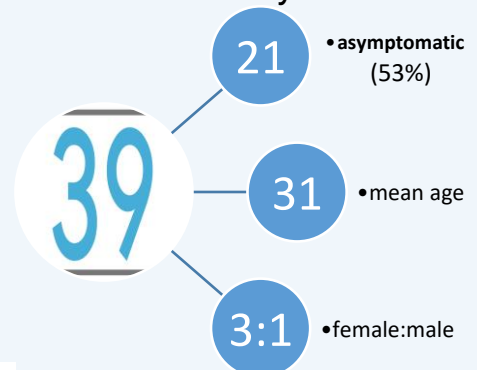 21
•asymptomatic
(53%)
39
31
•mean age
3:1
•female:male